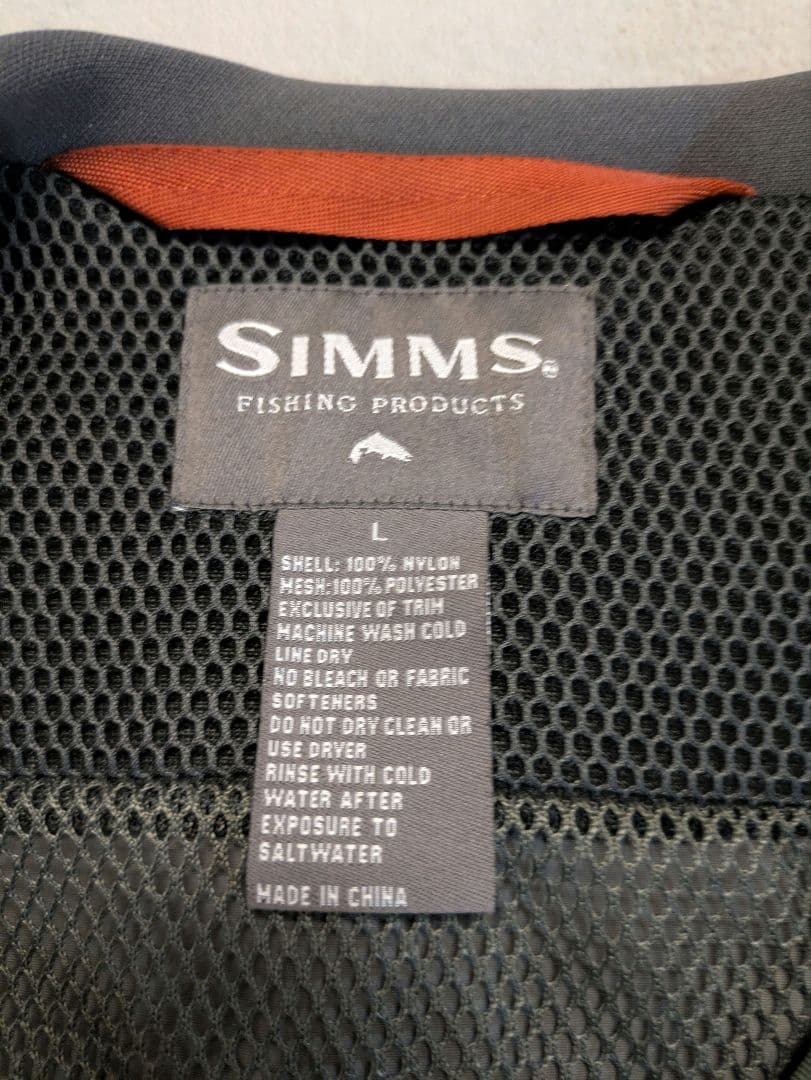 SIMMS®
FISHING PRODUCTS
L
SHELL: 100% NYLON
MESH:100% POLYESTER
EXCLUSIVE OF TRIM
MACHINE WASH COLD
LINE DRY
NO BLEACH OR FABRIC
SOFTENERS
DO NOT DRY CLEAN OR
USE DRYER
RINSE WITH COLD
WATER AFTER
EXPOSURE TO
SALTWATER
MADE IN CHINA